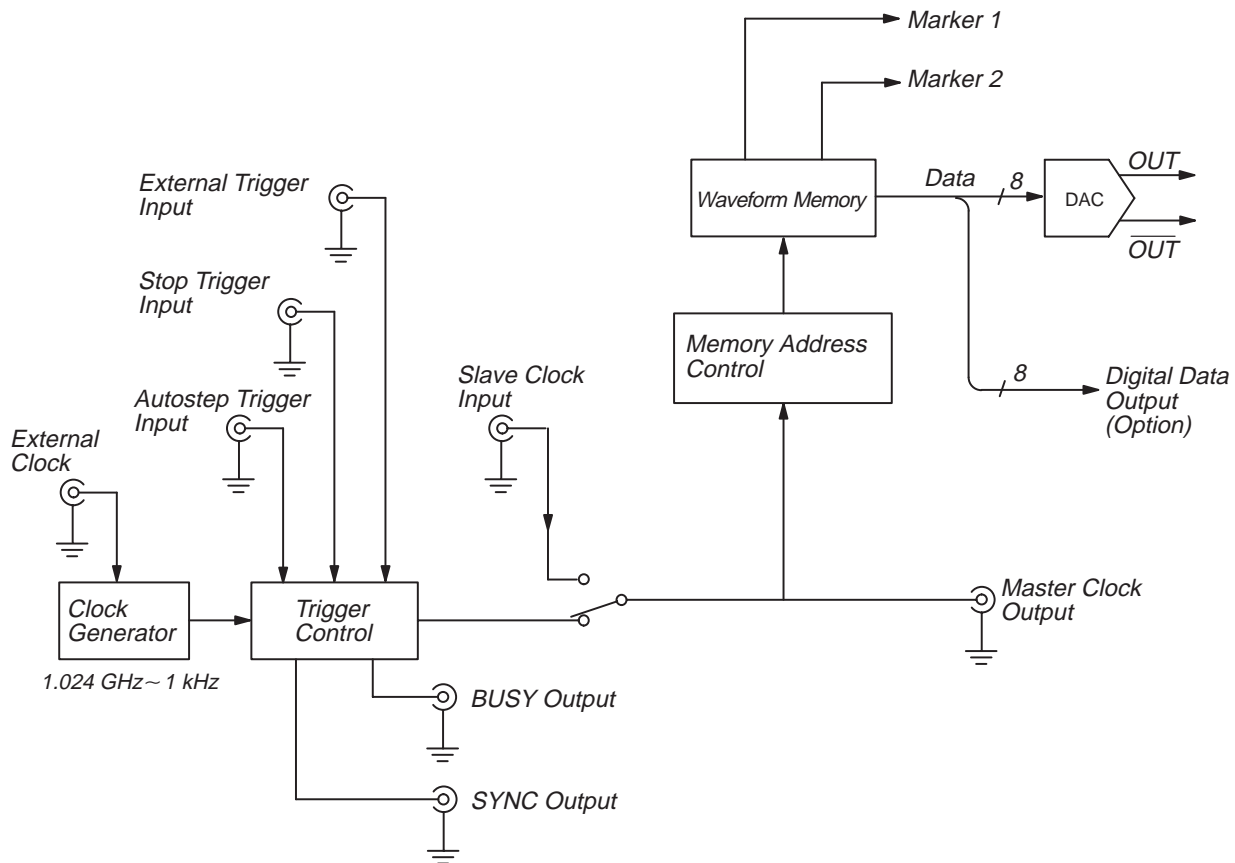 Marker 1
Marker 2
External Trigger
Input
Waveform Memory
Data
8
DAC
OUT
OUT
Stop Trigger
Input
Memory Address
Control
Slave Clock
Input
8
Digital Data
Output
(Option)
Autostep Trigger
Input
External
Clock
Clock
Generator
Trigger
Control
Master Clock
Output
1.024 GHz~ 1 kHz
BUSY Output
SYNC Output